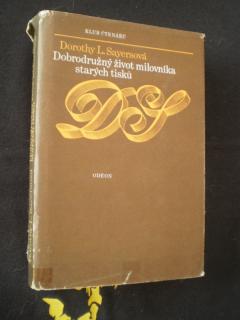 KLUB ČTENÁŘŮ
Dorothy L. Sayersová
Dobrodružný život milovníka
starých tisků
DS
ODEON